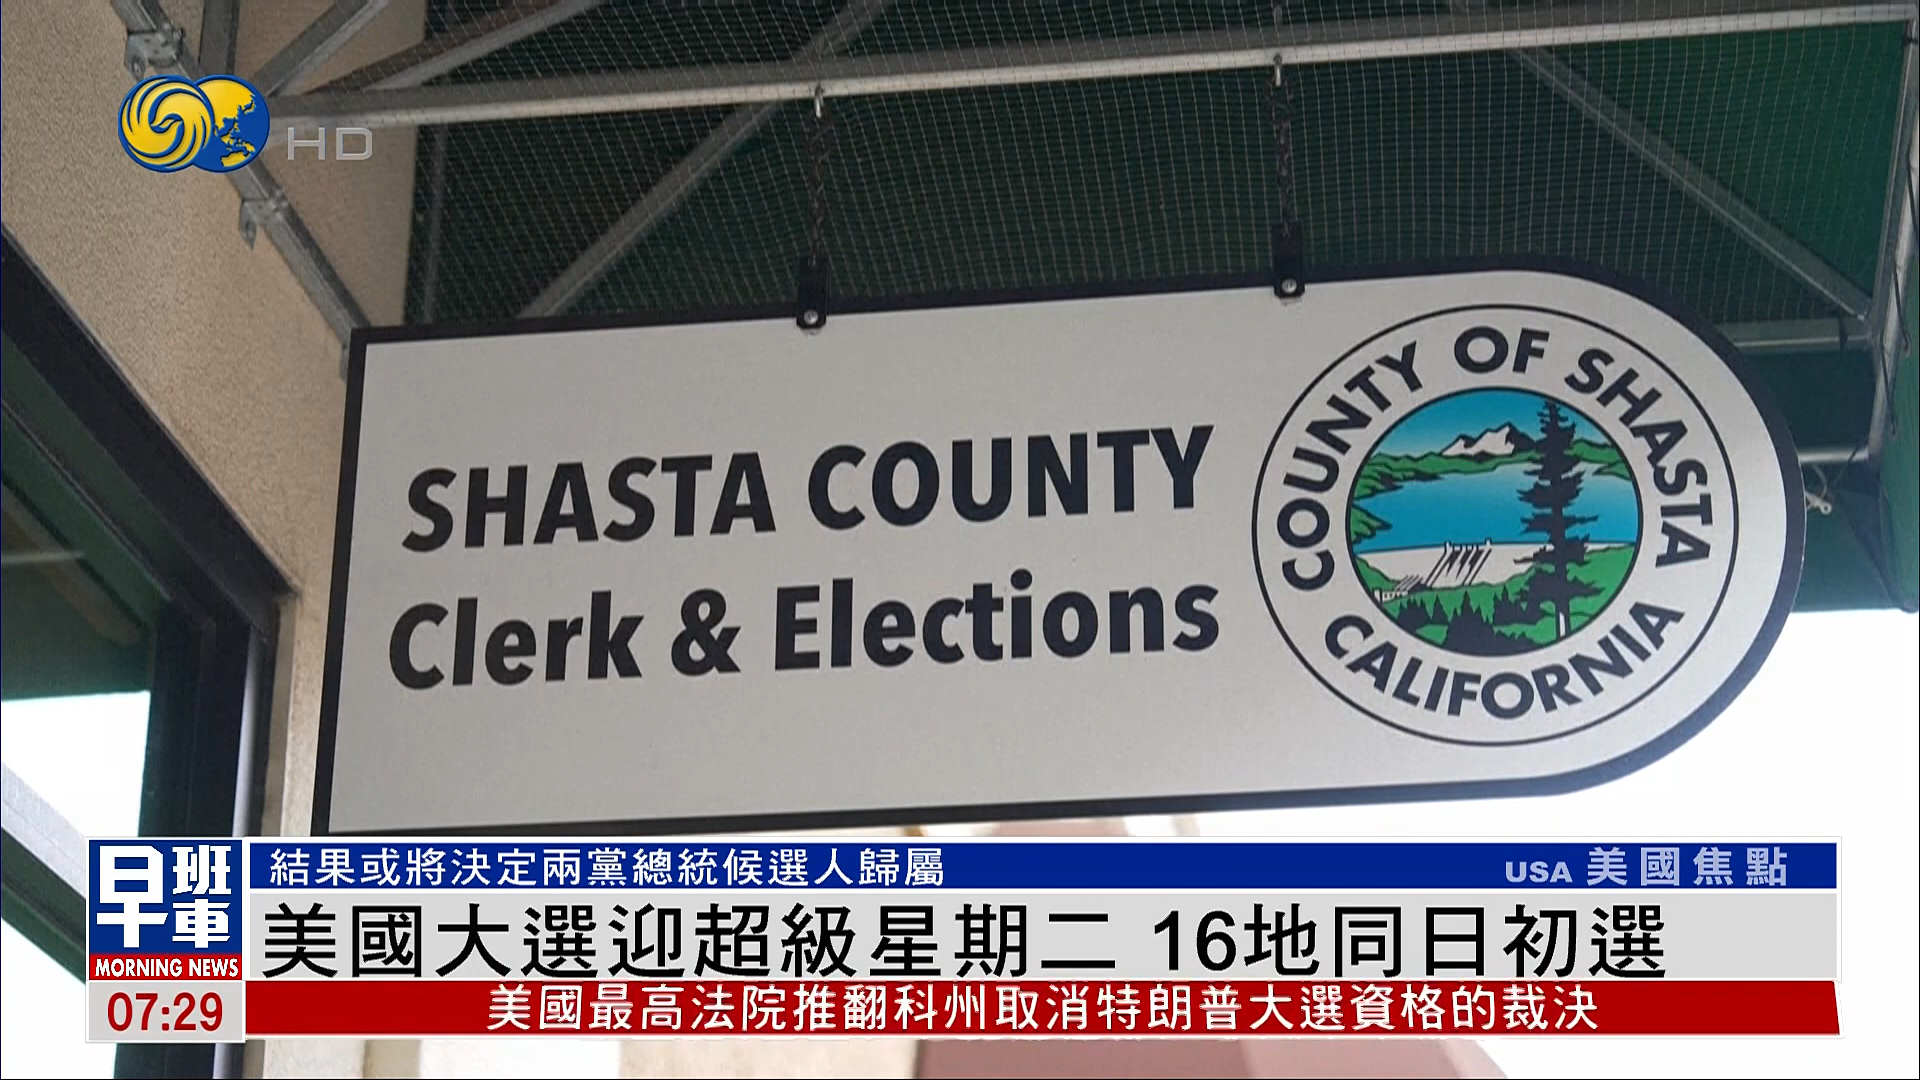 HD
SHASTA COUNTY
Clerk & Elections
COUNTY OF SHASTA
CALIFORNIA
早班車
結果或將決定兩黨總統候選人歸屬
USA 美國焦點
美國大選迎超級星期二 16地同日初選
MORNING NEWS
07:29
美國最高法院推翻科州取消特朗普大選資格的裁決